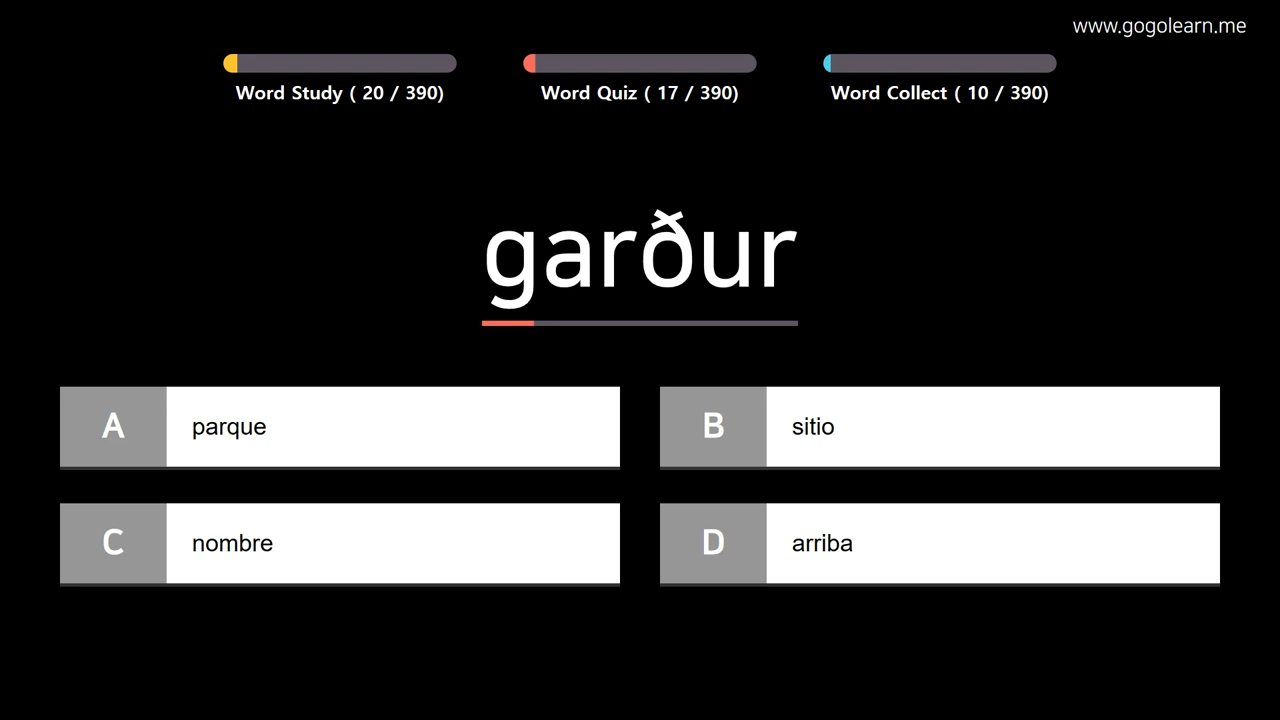 www.gogolearn.me
Word Study ( 20 / 390)
Word Quiz ( 17 / 390)
Word Collect ( 10 / 390)
garður
A parque
B sitio
C nombre
D arriba